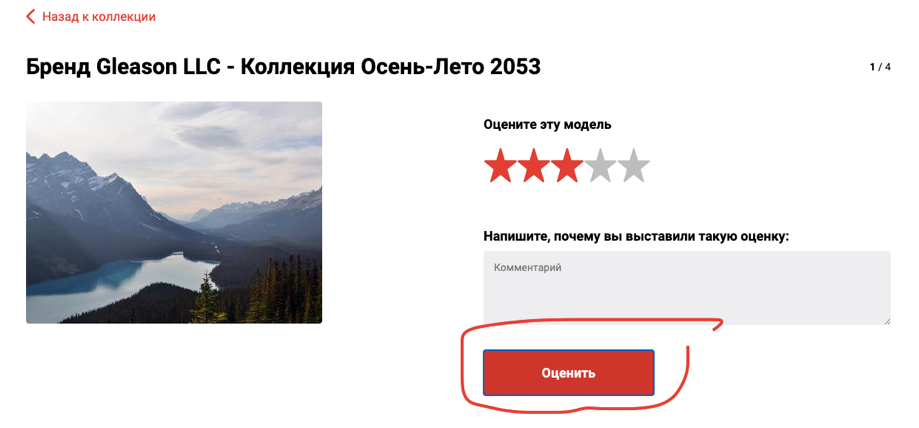 Назад к коллекции
Бренд Gleason LLC - Коллекция Осень-Лето 2053
1 / 4
Оцените эту модель
Напишите, почему вы выставили такую оценку:
Комментарий
Оценить